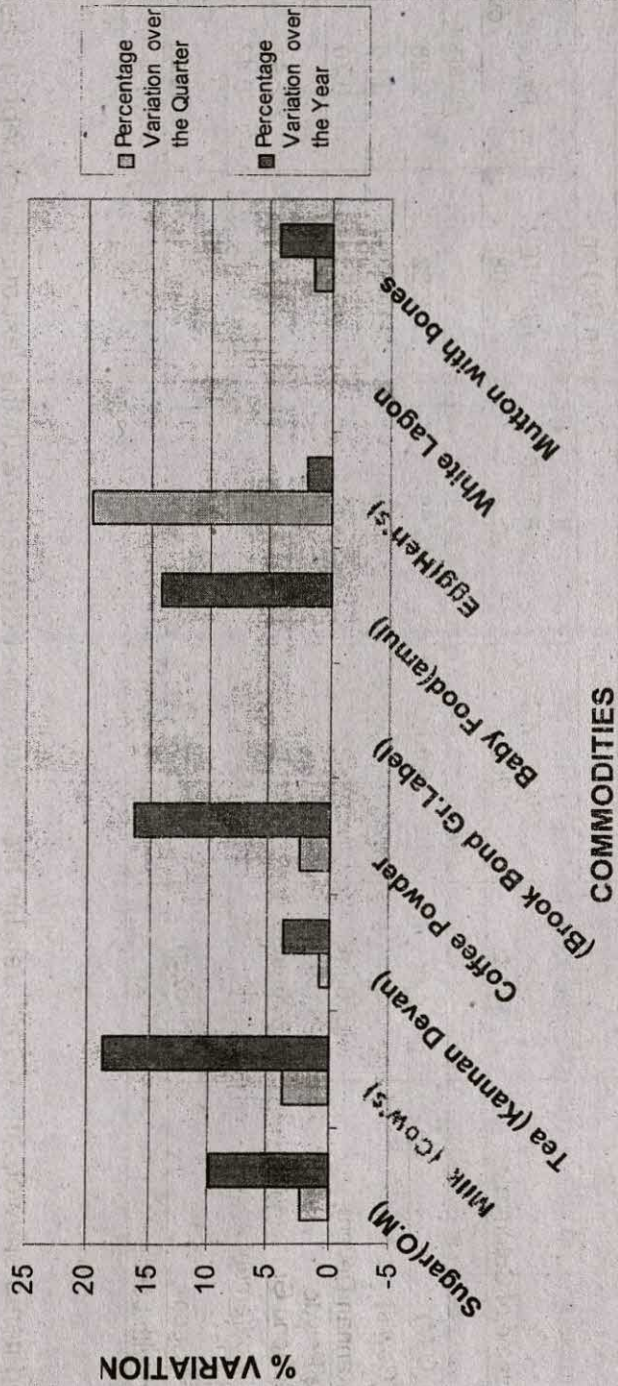 % VARIATION
25
20
15
10
5
0
-5
Sugar(O.M)
Milk (Cow's)
Tea (Kannan Devan)
Coffee Powder
(Brook Bond Gr.Label)
Baby Food(amul)
Egg(Hen's)
White Lagon
Mutton with bones
COMMODITIES
Percentage
Variation over
the Quarter
Percentage
Variation over
the Year